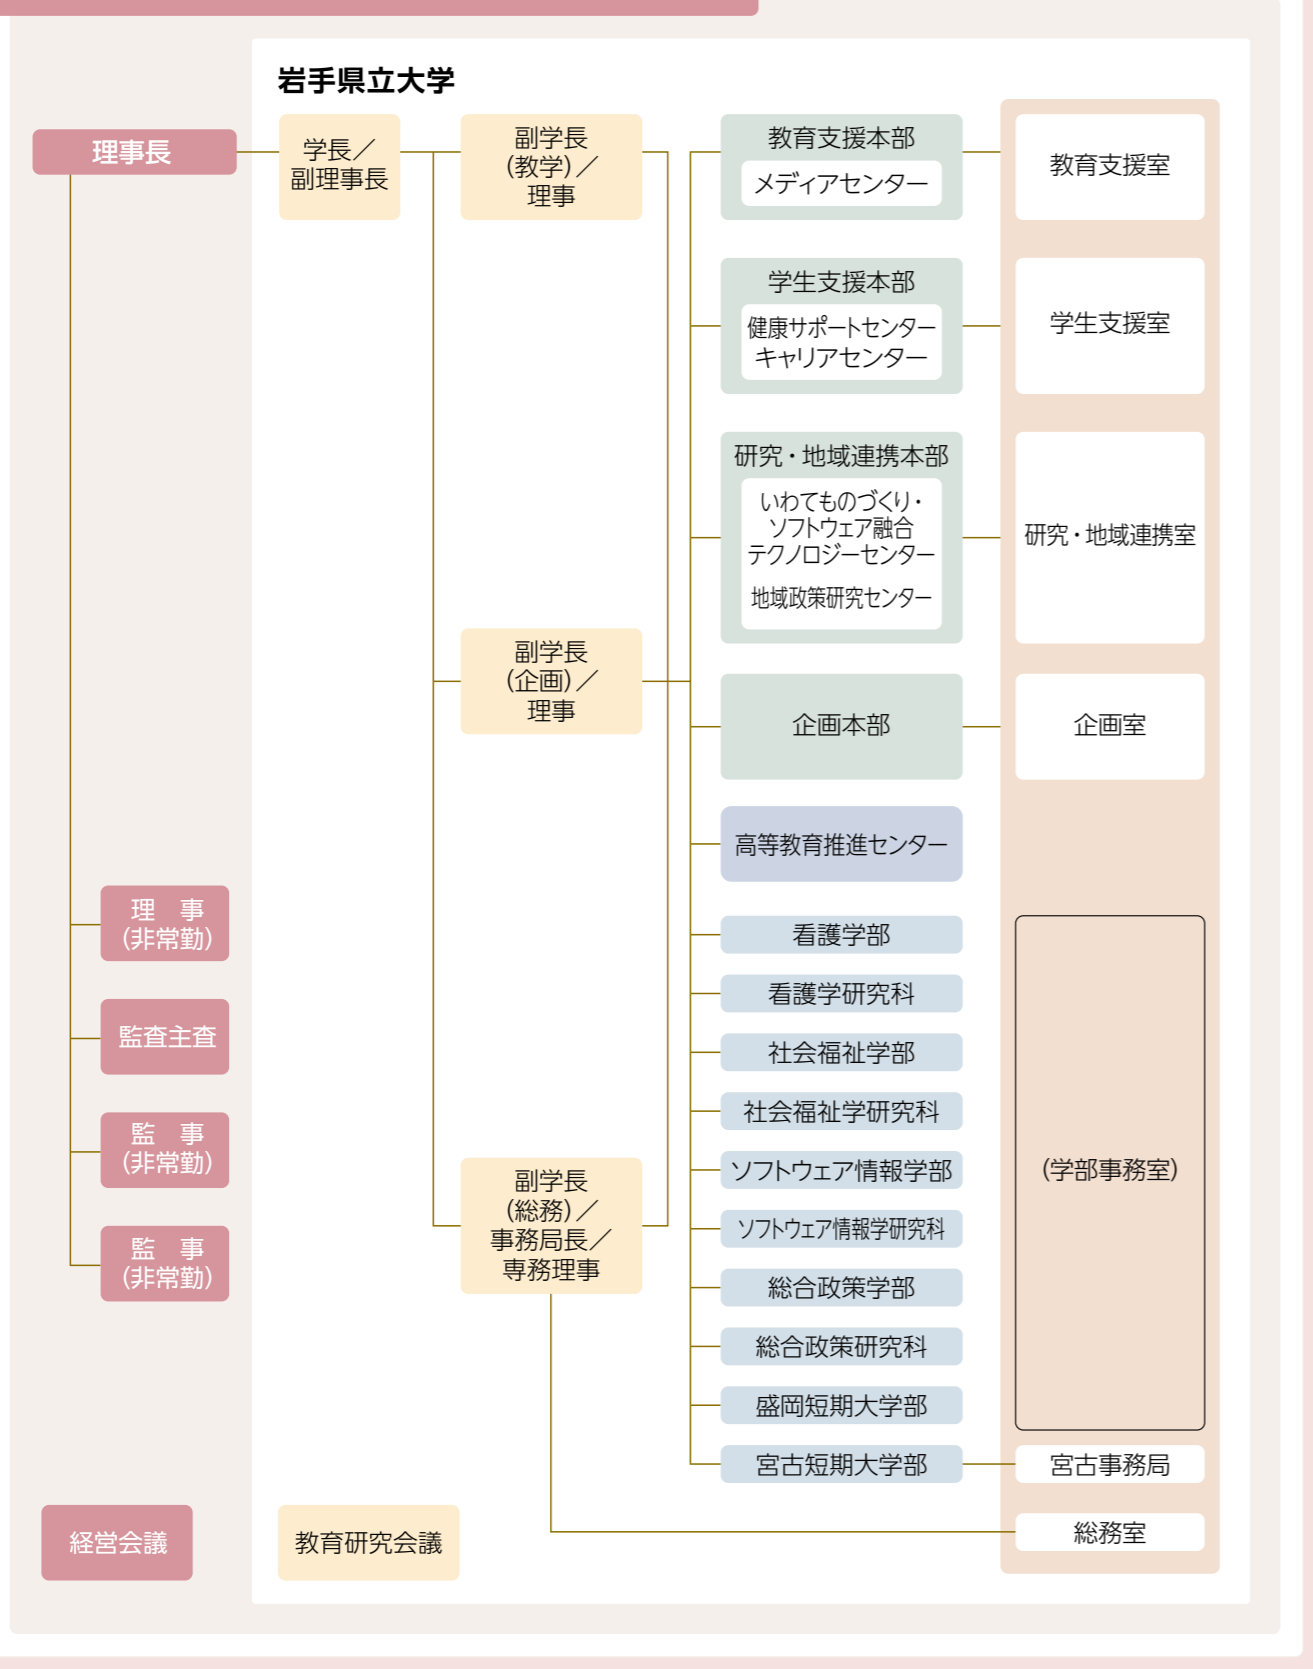 岩手県立大学
理事長
学長／
副理事長
副学長
(教学)／
理事
教育支援本部
メディアセンター
教育支援室
学生支援本部
健康サポートセンター
キャリアセンター
学生支援室
研究・地域連携本部
いわてものづくり・
ソフトウェア融合
テクノロジーセンター
地域政策研究センター
研究・地域連携室
副学長
(企画)／
理事
企画本部
企画室
高等教育推進センター
理　事
(非常勤)
監査主査
監　事
(非常勤)
監　事
(非常勤)
看護学部
看護学研究科
社会福祉学部
社会福祉学研究科
ソフトウェア情報学部
ソフトウェア情報学研究科
総合政策学部
総合政策研究科
盛岡短期大学部
宮古短期大学部
(学部事務室)
副学長
(総務)／
事務局長／
専務理事
宮古事務局
総務室
経営会議
教育研究会議